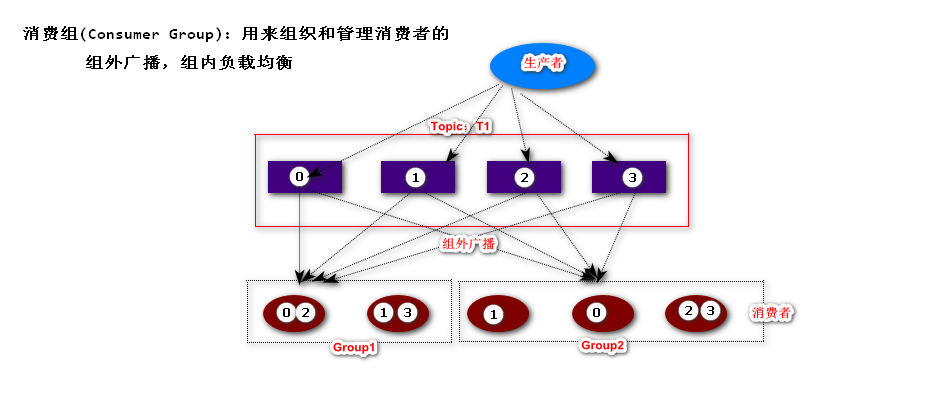 消费组(Consumer Group): 用来组织和管理消费者的
组外广播，组内负载均衡
生产者
Topic: T1
0 1 2 3
组外广播
0 2 1 3 1 0 2 3
消费者
Group1 Group2